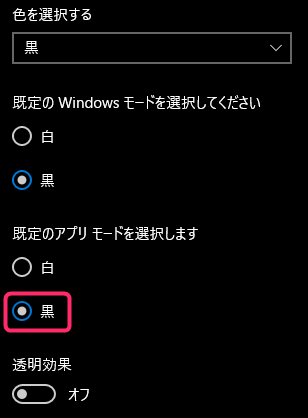 色を選択する
黒
既定の Windows モードを選択してください
白
黒
既定のアプリ モードを選択します
白
黒
透明効果
オフ